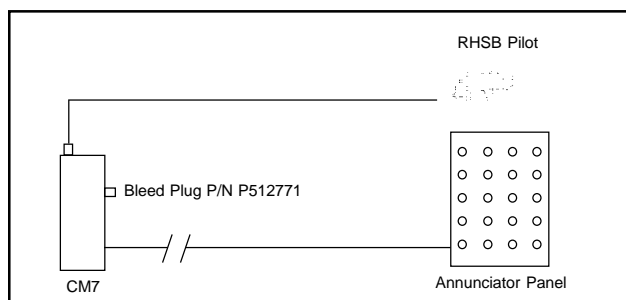 RHSB Pilot
Bleed Plug P/N P512771
CM7
Annunciator Panel